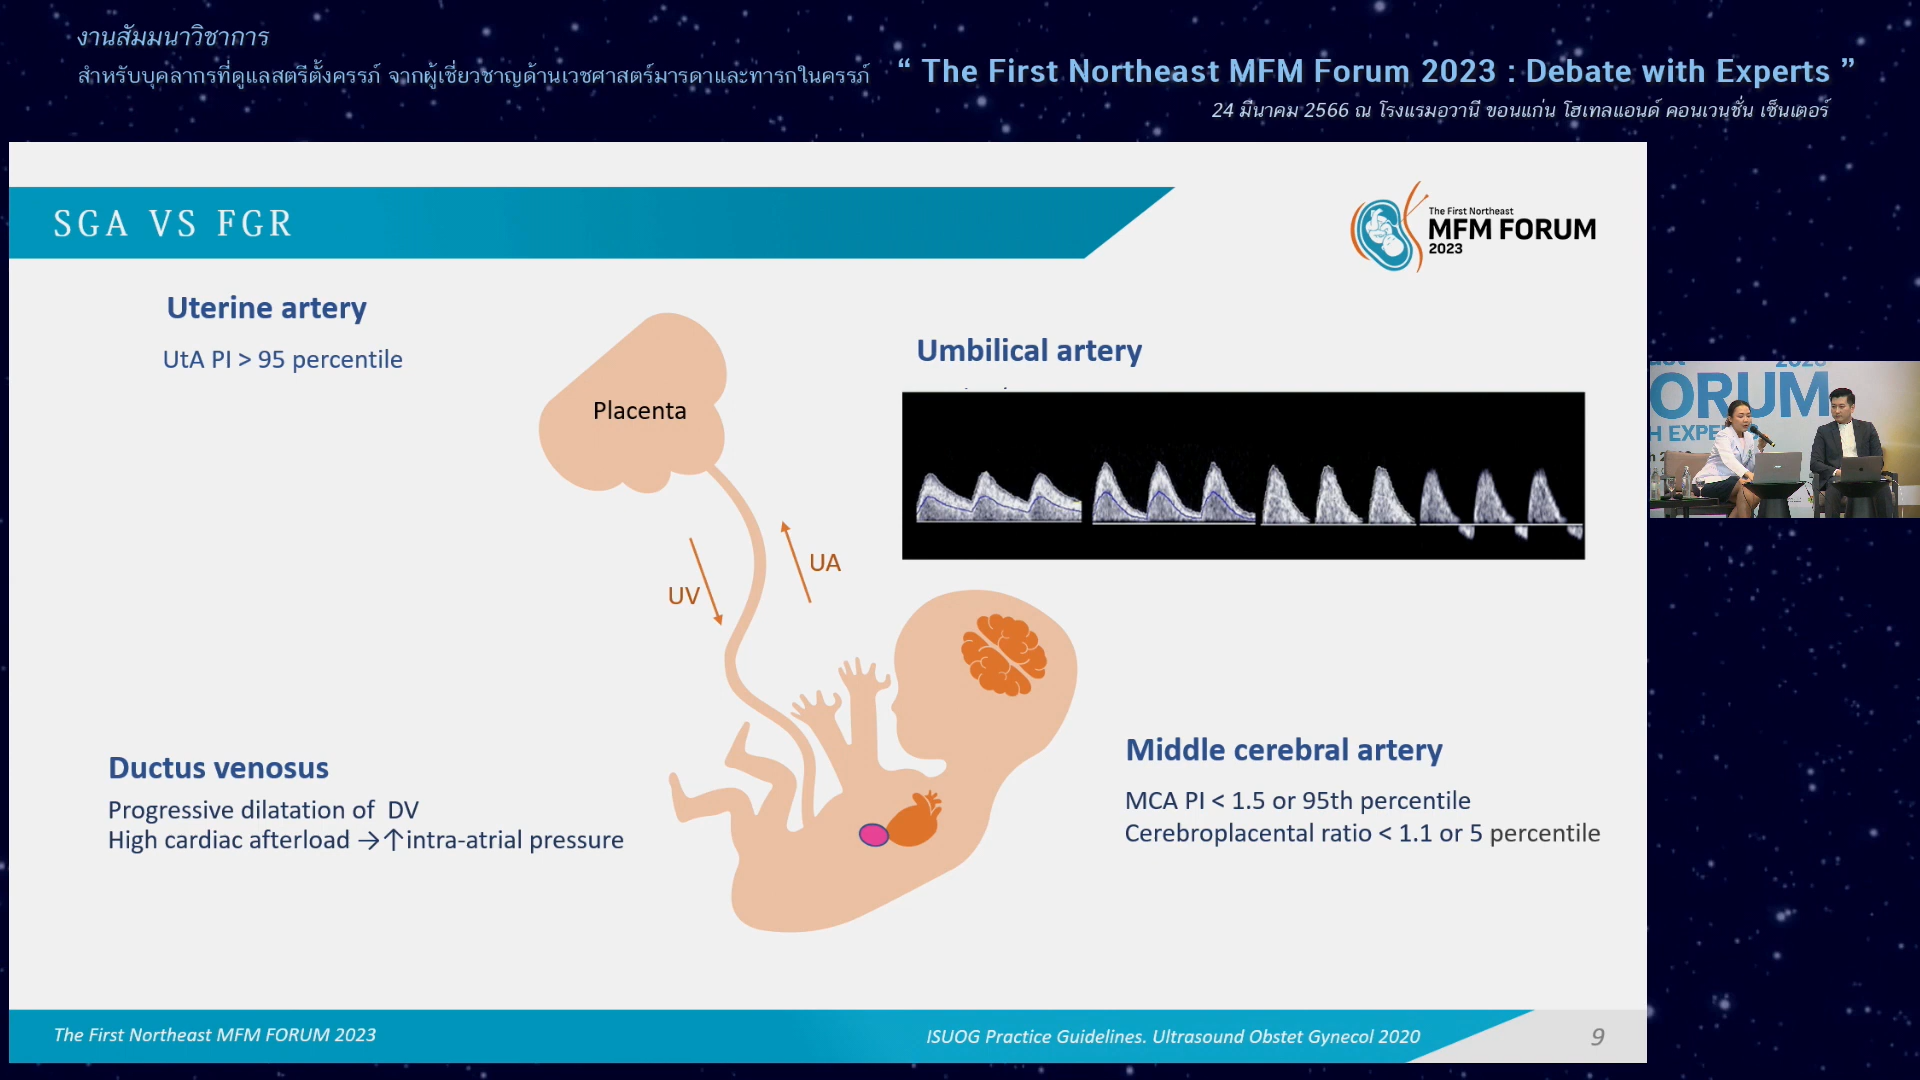 งานสัมมนาวิชาการ
สำหรับบุคลากรที่ดูแลสตรีตั้งครรภ์ จากผู้เชี่ยวชาญด้านเวชศาสตร์มารดาและทารกในครรภ์
“ The First Northeast MFM Forum 2023 : Debate with Experts ”
24 มีนาคม 2566 ณ โรงแรมอวานี ขอนแก่น โฮเทลแอนด์ คอนเวนชั่น เซ็นเตอร์
SGA VS FGR
The First Northeast
MFM FORUM
2023
Uterine artery
UtA PI > 95 percentile
Placenta
Umbilical artery
UV
UA
Ductus venosus
Progressive dilatation of DV
High cardiac afterload →↑intra-atrial pressure
Middle cerebral artery
MCA PI < 1.5 or 95th percentile
Cerebroplacental ratio < 1.1 or 5 percentile
2023
ORUM
H EXPE
The First Northeast MFM FORUM 2023
ISUOG Practice Guidelines. Ultrasound Obstet Gynecol 2020
9